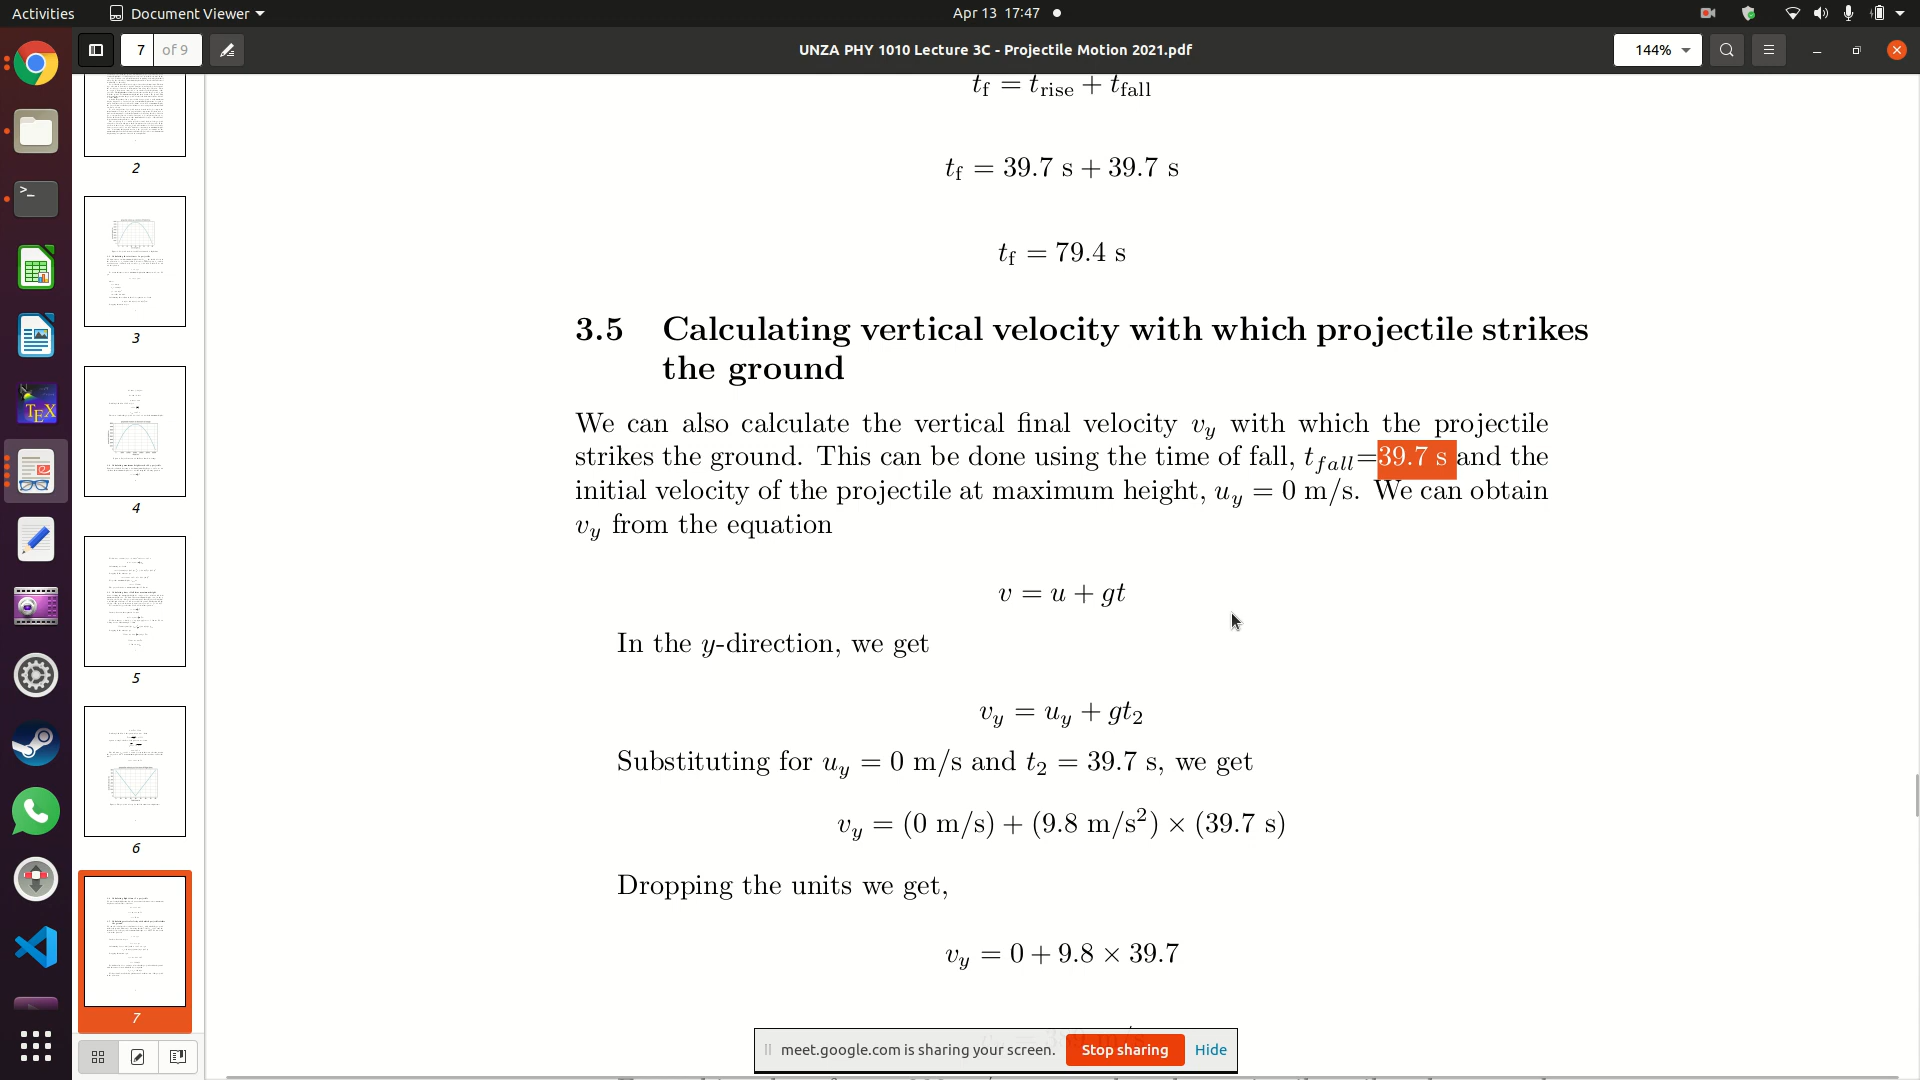 Activities Document Viewer Apr 13 17:47
7 of 9 UNZA PHY 1010 Lecture 3C - Projectile Motion 2021.pdf 144%
2
3
4
5
6
7
t_f = t_rise + t_fall
t_f = 39.7 s + 39.7 s
t_f = 79.4 s
3.5 Calculating vertical velocity with which projectile strikes
the ground
We can also calculate the vertical final velocity v_y with which the projectile
strikes the ground. This can be done using the time of fall, t_fall=39.7 s and the
initial velocity of the projectile at maximum height, u_y = 0 m/s. We can obtain
v_y from the equation
v = u + gt
In the y-direction, we get
v_y = u_y + gt_2
Substituting for u_y = 0 m/s and t_2 = 39.7 s, we get
v_y = (0 m/s) + (9.8 m/s²) × (39.7 s)
Dropping the units we get,
v_y = 0 + 9.8 × 39.7
meet.google.com is sharing your screen. Stop sharing Hide